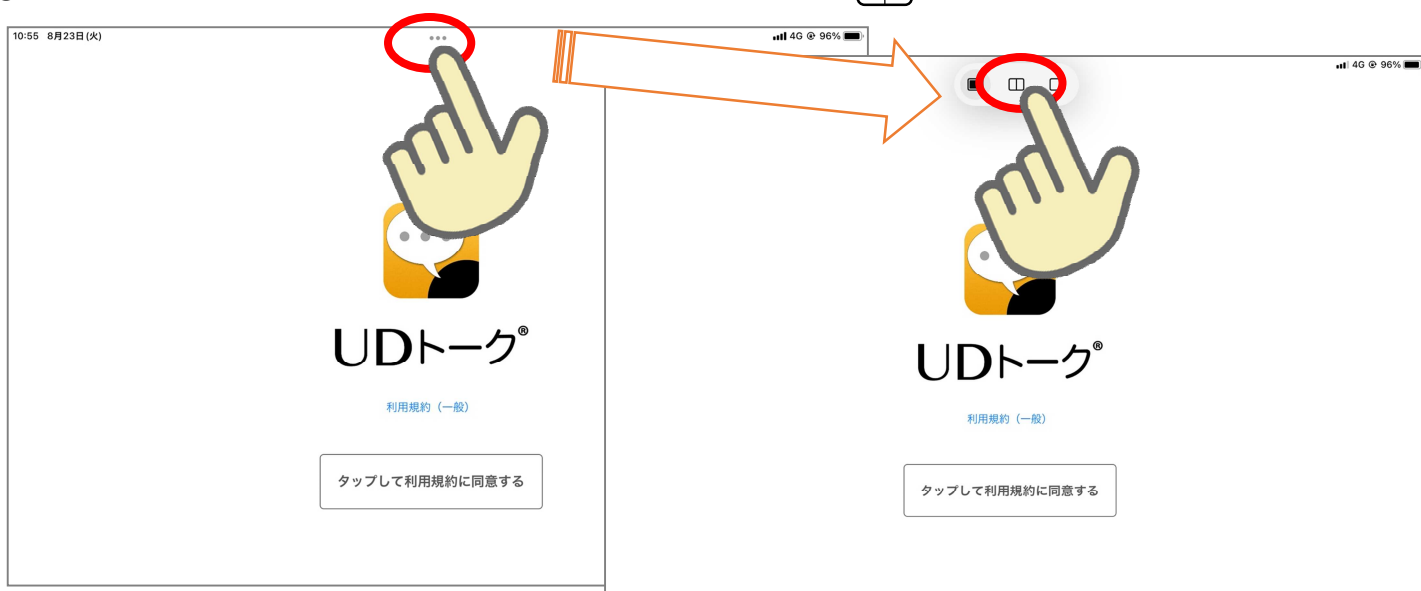 10:55 8月23日(火)
4G 96%
UDトーク®
利用規約（一般）
タップして利用規約に同意する
4G 96%
UDトーク®
利用規約（一般）
タップして利用規約に同意する